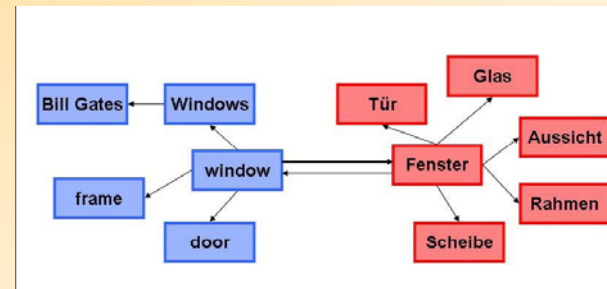 Glas
Bill Gates
Windows
Tür
Aussicht
window
Fenster
frame
Rahmen
door
Scheibe